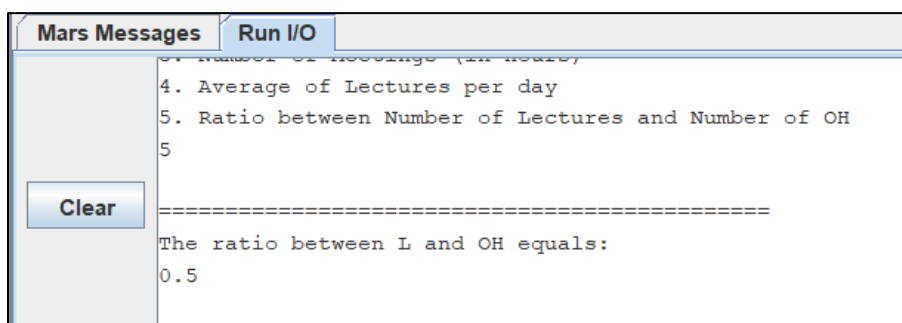 Mars Messages Run I/O
4. Average of Lectures per day
5. Ratio between Number of Lectures and Number of OH
5
Clear
==============================================
The ratio between L and OH equals:
0.5